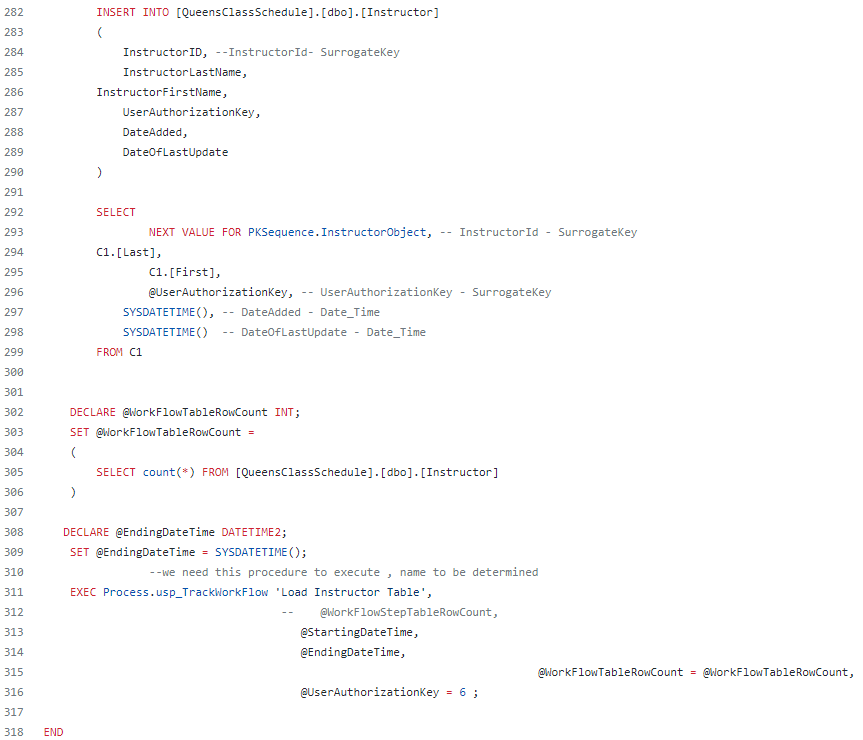 282 INSERT INTO [QueensClassSchedule].[dbo].[Instructor]
283 (
284 InstructorID, --InstructorId- SurrogateKey
285 InstructorLastName,
286 InstructorFirstName,
287 UserAuthorizationKey,
288 DateAdded,
289 DateOfLastUpdate
290 )
291
292 SELECT
293 NEXT VALUE FOR PKSequence.InstructorObject, -- InstructorId - SurrogateKey
294 C1.[Last],
295 C1.[First],
296 @UserAuthorizationKey, -- UserAuthorizationKey - SurrogateKey
297 SYSDATETIME(), -- DateAdded - Date_Time
298 SYSDATETIME() -- DateOfLastUpdate - Date_Time
299 FROM C1
300
301
302 DECLARE @WorkFlowTableRowCount INT;
303 SET @WorkFlowTableRowCount =
304 (
305 SELECT count(*) FROM [QueensClassSchedule].[dbo].[Instructor]
306 )
307
308 DECLARE @EndingDateTime DATETIME2;
309 SET @EndingDateTime = SYSDATETIME();
310 --we need this procedure to execute , name to be determined
311 EXEC Process.usp_TrackWorkFlow 'Load Instructor Table',
312 -- @WorkFlowStepTableRowCount,
313 @StartingDateTime,
314 @EndingDateTime,
315 @WorkFlowTableRowCount = @WorkFlowTableRowCount,
316 @UserAuthorizationKey = 6 ;
317
318 END